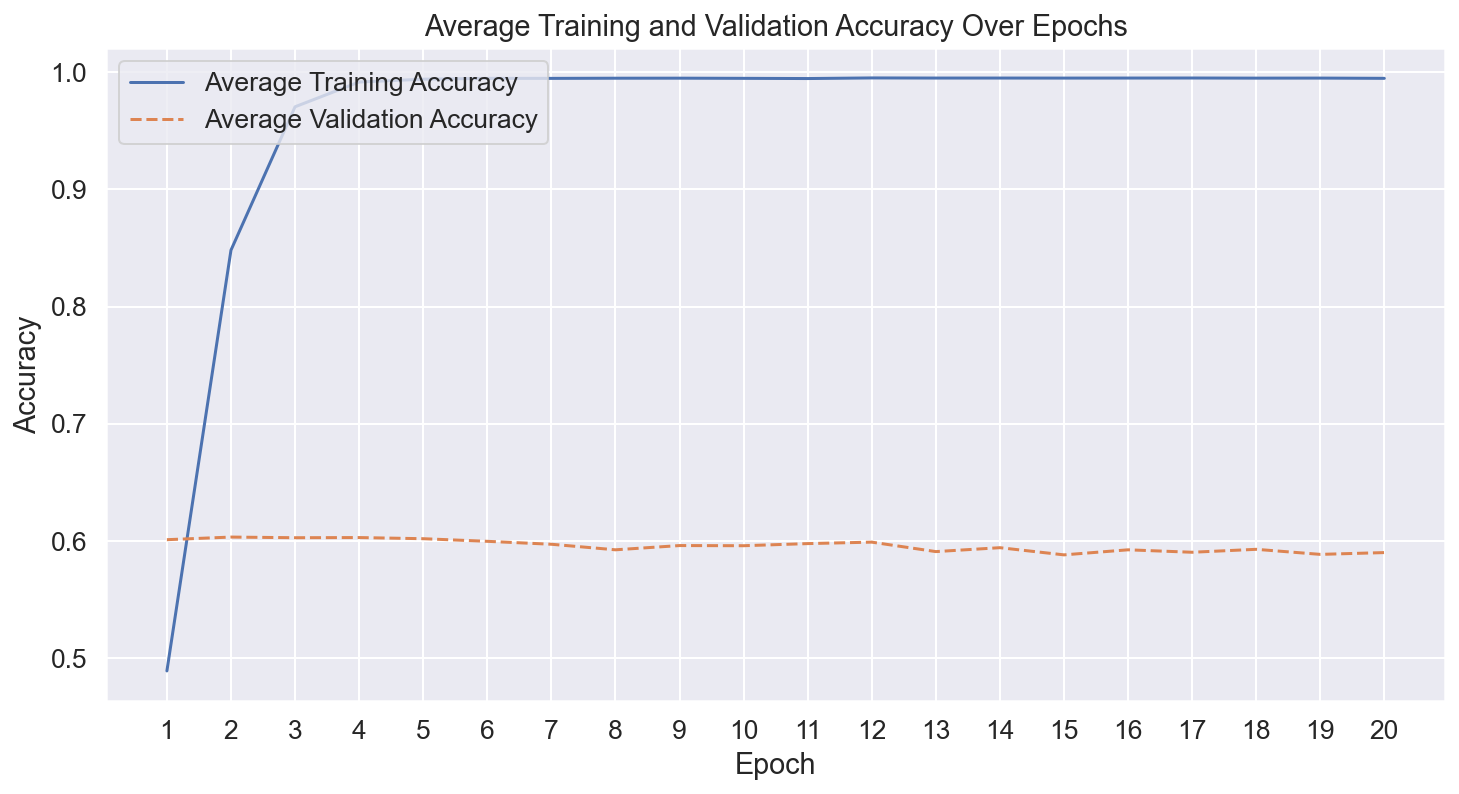 Average Training and Validation Accuracy Over Epochs
Average Training Accuracy
Average Validation Accuracy
1.0
0.9
0.8
0.7
0.6
0.5
Accuracy
1 2 3 4 5 6 7 8 9 10 11 12 13 14 15 16 17 18 19 20
Epoch